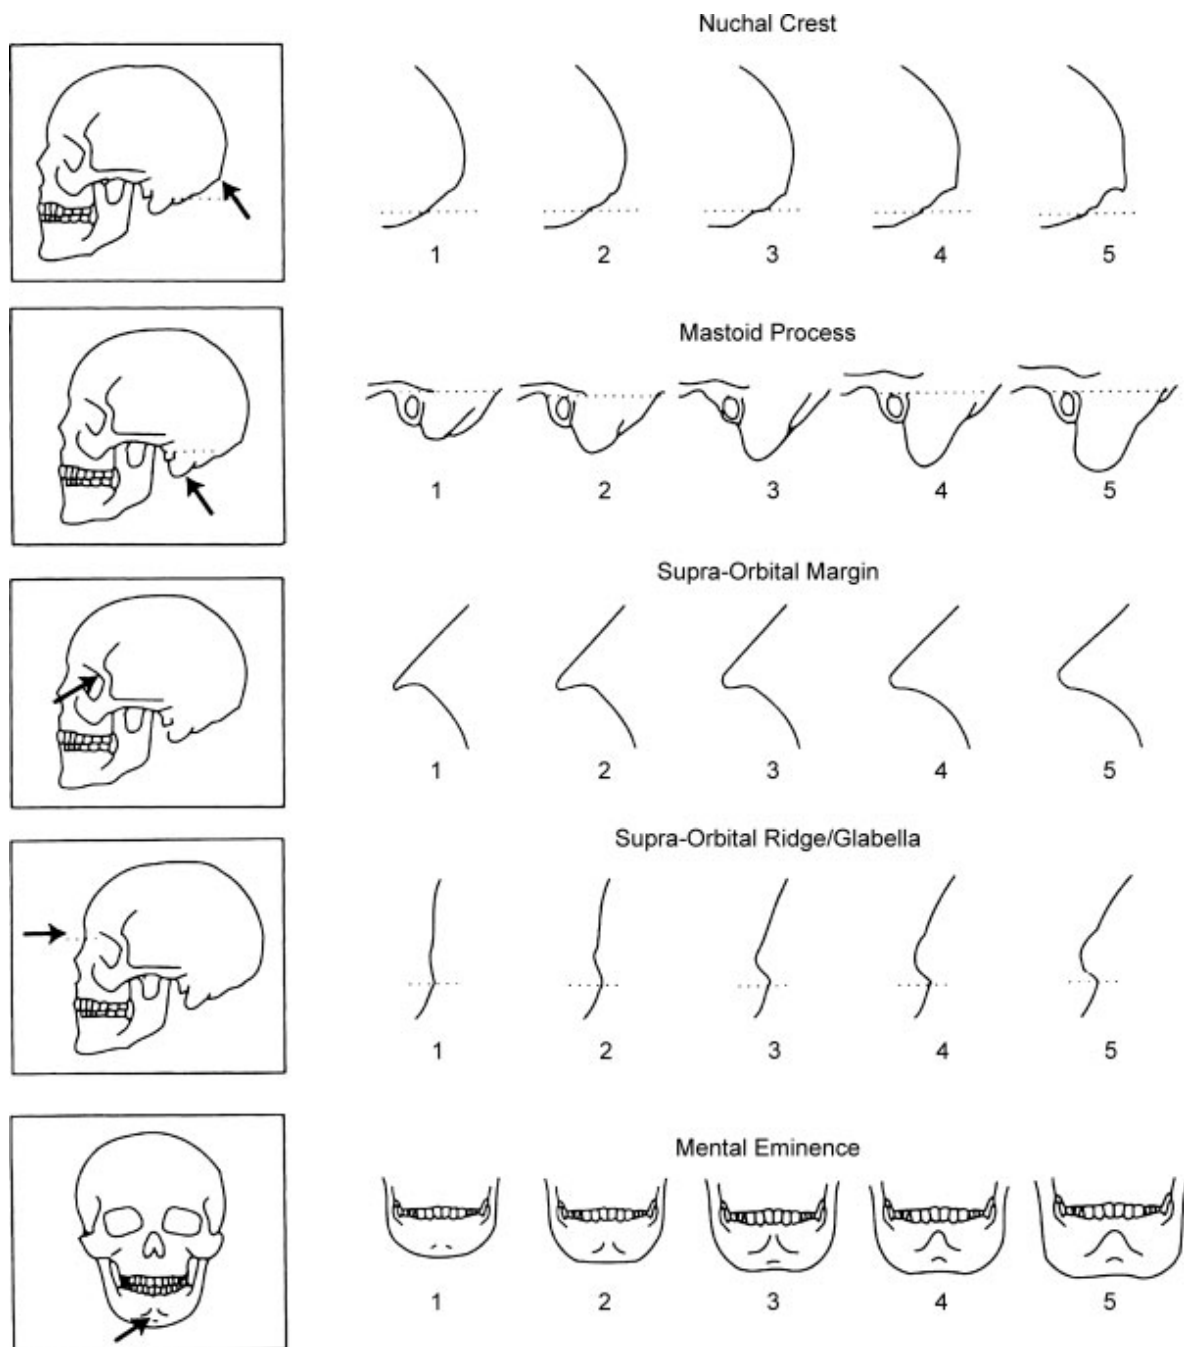 Nuchal Crest
1 2 3 4 5
Mastoid Process
1 2 3 4 5
Supra-Orbital Margin
1 2 3 4 5
Supra-Orbital Ridge/Glabella
1 2 3 4 5
Mental Eminence
1 2 3 4 5